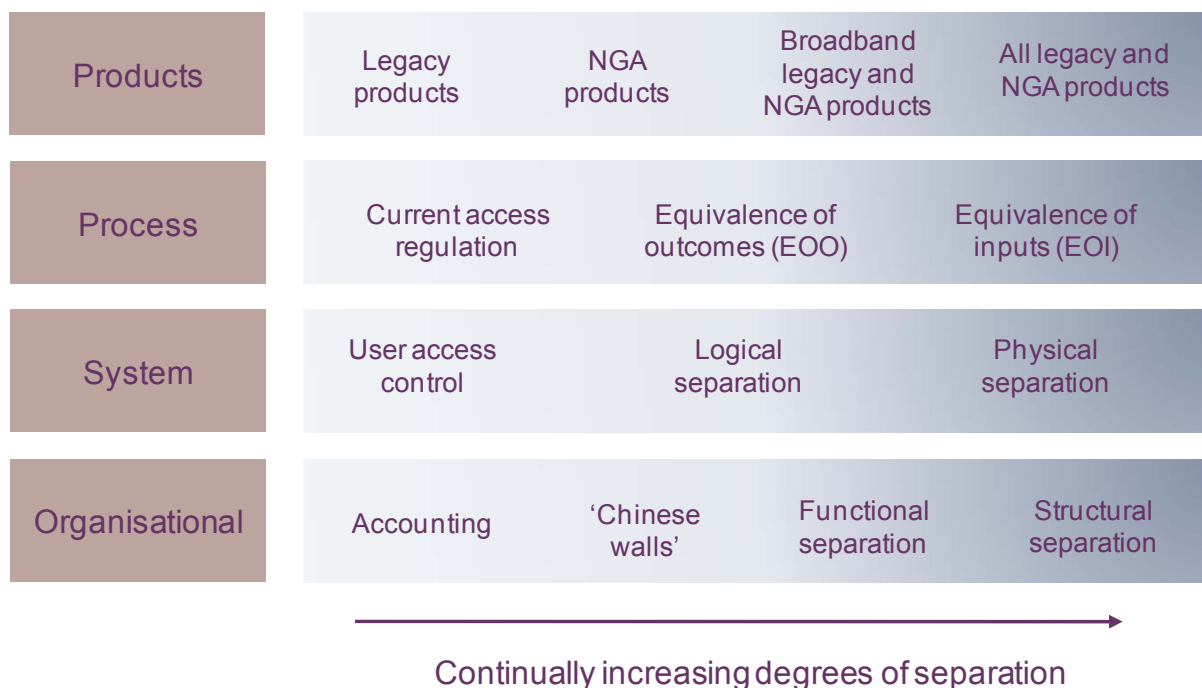 Products
Legacy
products
NGA
products
Broadband
legacy and
NGA products
All legacy and
NGA products
Process
Current access
regulation
Equivalence of
outcomes (EOO)
Equivalence of
inputs (EOI)
System
User access
control
Logical
separation
Physical
separation
Organisational
Accounting
‘Chinese
walls’
Functional
separation
Structural
separation
Continually increasing degrees of separation